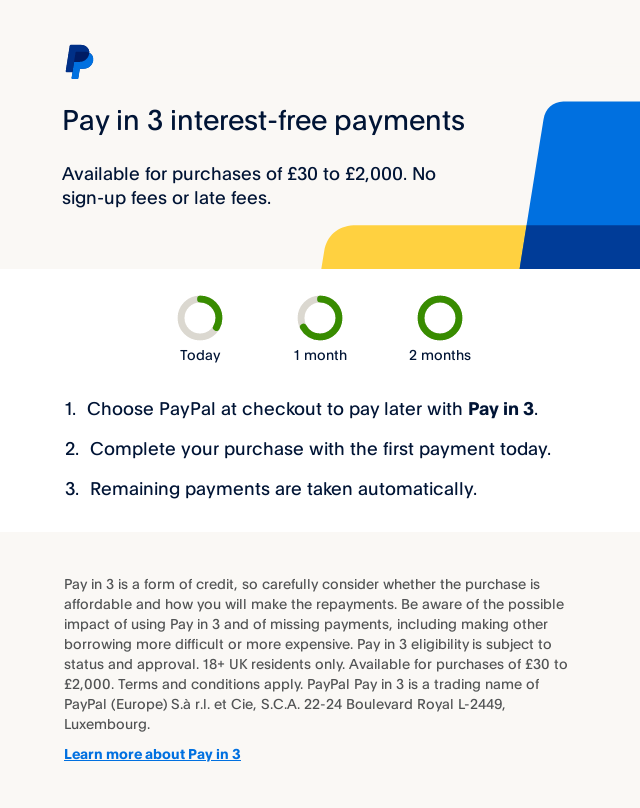 Pay in 3 interest-free payments
Available for purchases of £30 to £2,000. No
sign-up fees or late fees.
Today
1 month
2 months
1. Choose PayPal at checkout to pay later with Pay in 3.
2. Complete your purchase with the first payment today.
3. Remaining payments are taken automatically.
Pay in 3 is a form of credit, so carefully consider whether the purchase is
affordable and how you will make the repayments. Be aware of the possible
impact of using Pay in 3 and of missing payments, including making other
borrowing more difficult or more expensive. Pay in 3 eligibility is subject to
status and approval. 18+ UK residents only. Available for purchases of £30 to
£2,000. Terms and conditions apply. PayPal Pay in 3 is a trading name of
PayPal (Europe) S.à r.l. et Cie, S.C.A. 22-24 Boulevard Royal L-2449,
Luxembourg.
Learn more about Pay in 3